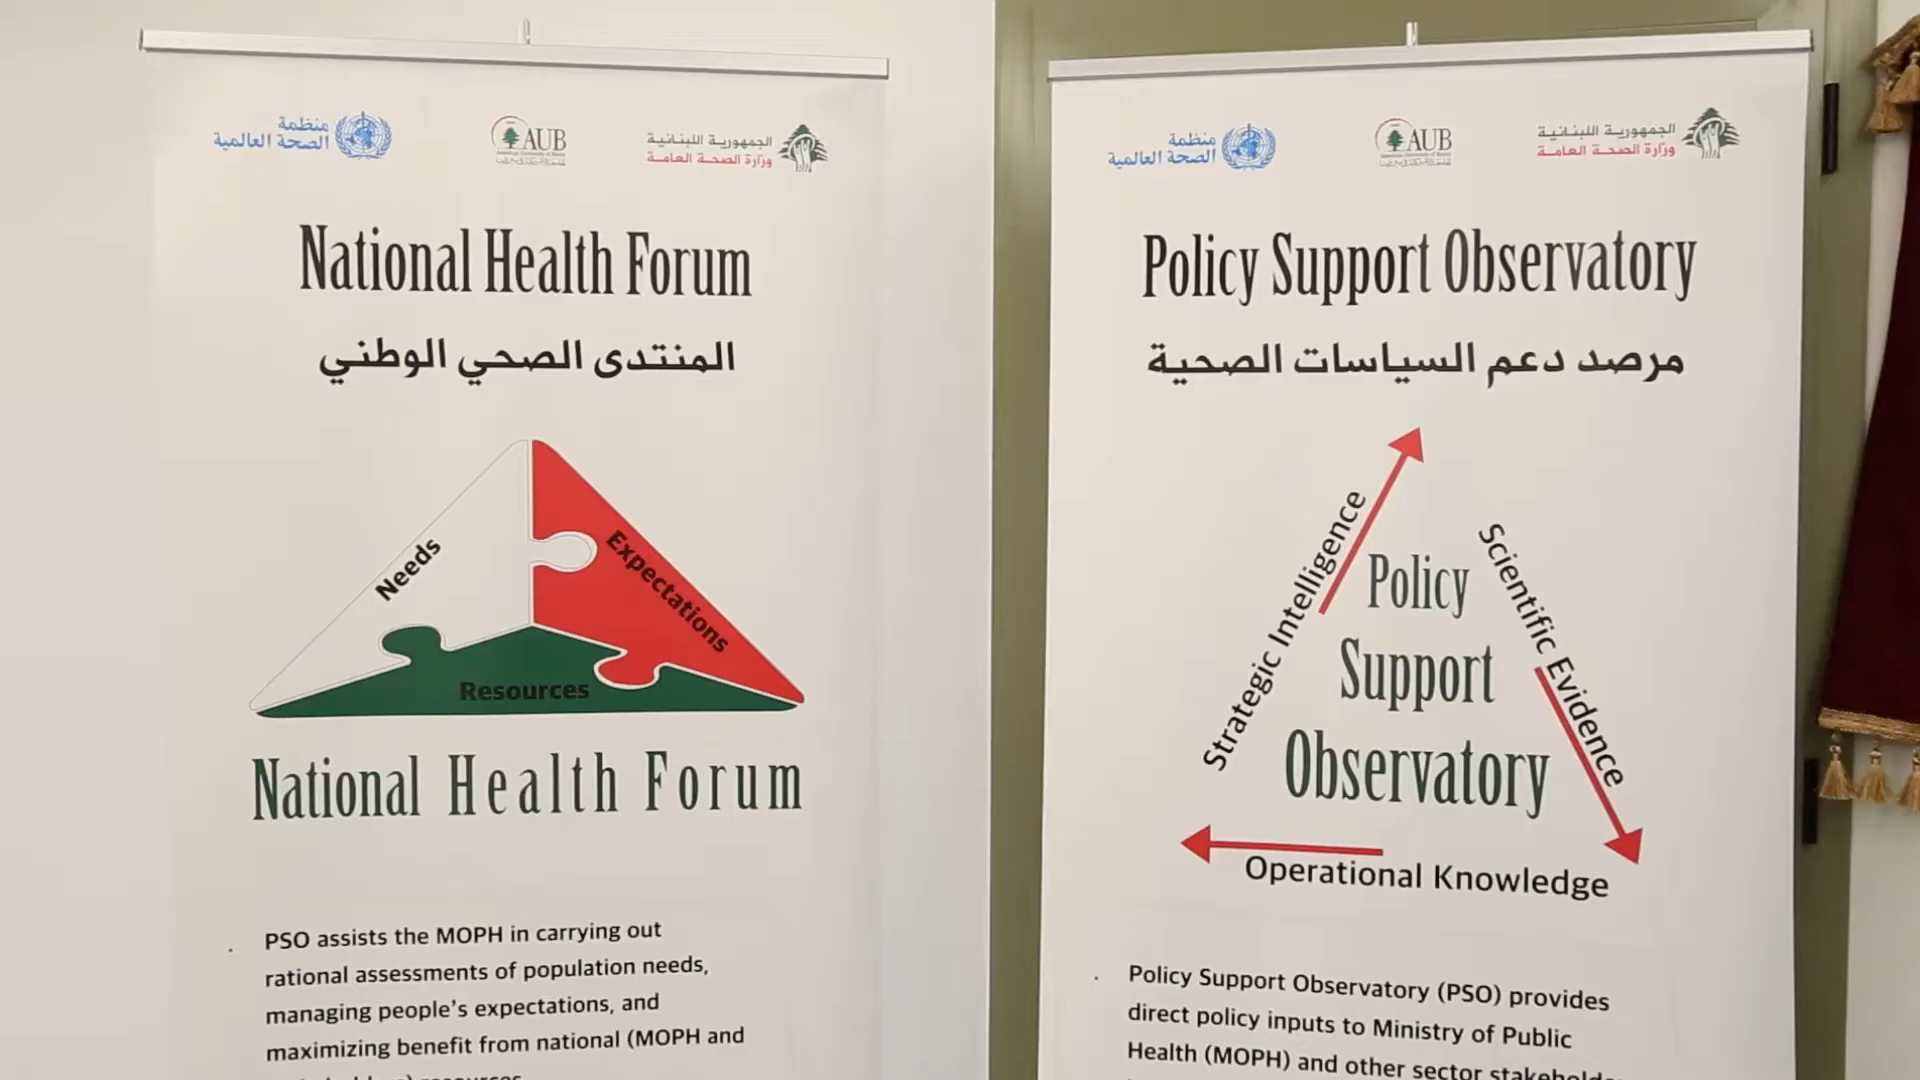 منظمة
الصحة العالمية
AUB
الجمهورية اللبنانية
وزارة الصحة العامة
National Health Forum
المنتدى الصحي الوطني
Needs
Expectations
Resources
National Health Forum
PSO assists the MOPH in carrying out
rational assessments of population needs,
managing people's expectations, and
maximizing benefit from national (MOPH and
منظمة
الصحة العالمية
AUB
الجمهورية اللبنانية
وزارة الصحة العامة
Policy Support Observatory
مرصد دعم السياسات الصحية
Strategic Intelligence
Scientific Evidence
Policy
Support
Observatory
Operational Knowledge
Policy Support Observatory (PSO) provides
direct policy inputs to Ministry of Public
Health (MOPH) and other sector